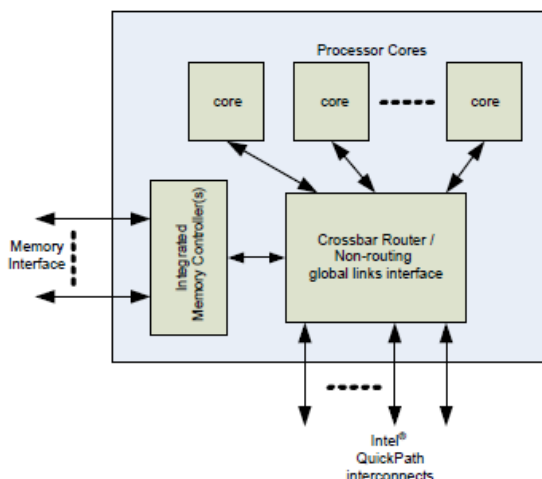 Processor Cores
core
core
core
Memory
Interface
Integrated
Memory Controller(s)
Crossbar Router /
Non-routing
global links interface
Intel®
QuickPath
interconnects